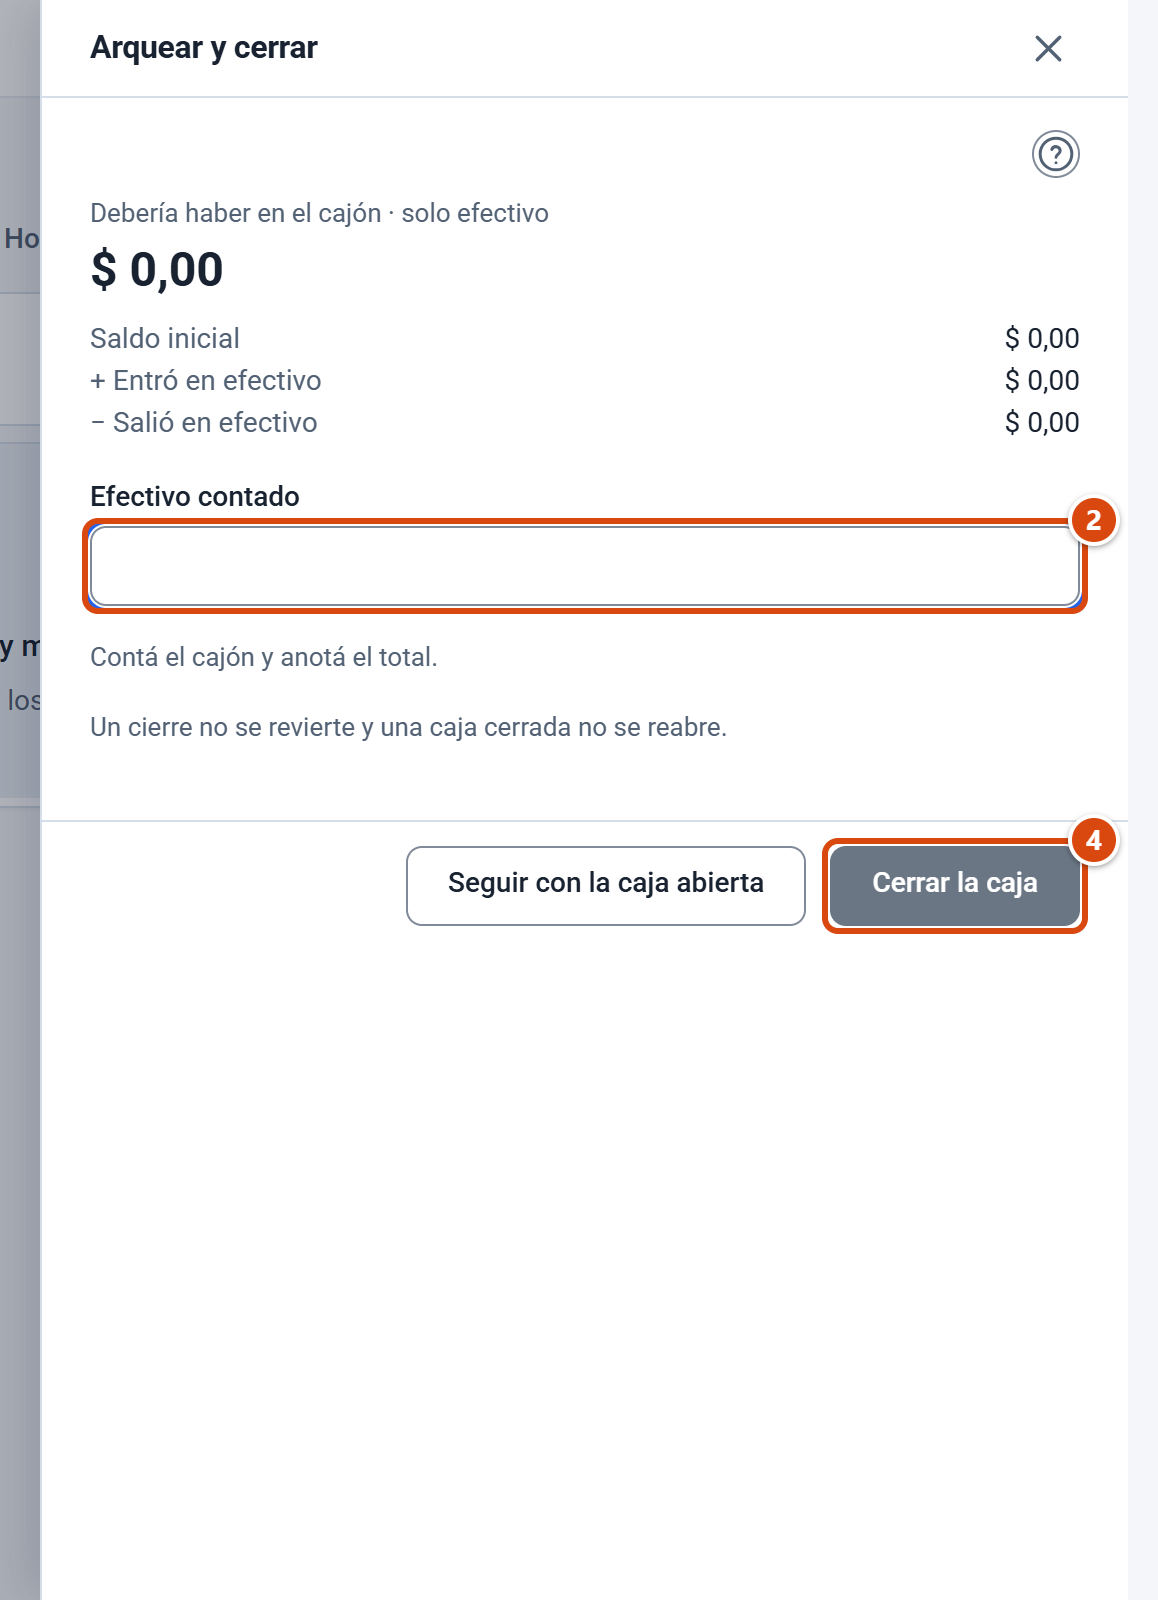 Arquear y cerrar
?
Debería haber en el cajón · solo efectivo
Ho
$ 0,00
Saldo inicial $ 0,00
+ Entró en efectivo $ 0,00
− Salió en efectivo $ 0,00
Efectivo contado
2
y m
Contá el cajón y anotá el total.
los
Un cierre no se revierte y una caja cerrada no se reabre.
4
Seguir con la caja abierta Cerrar la caja